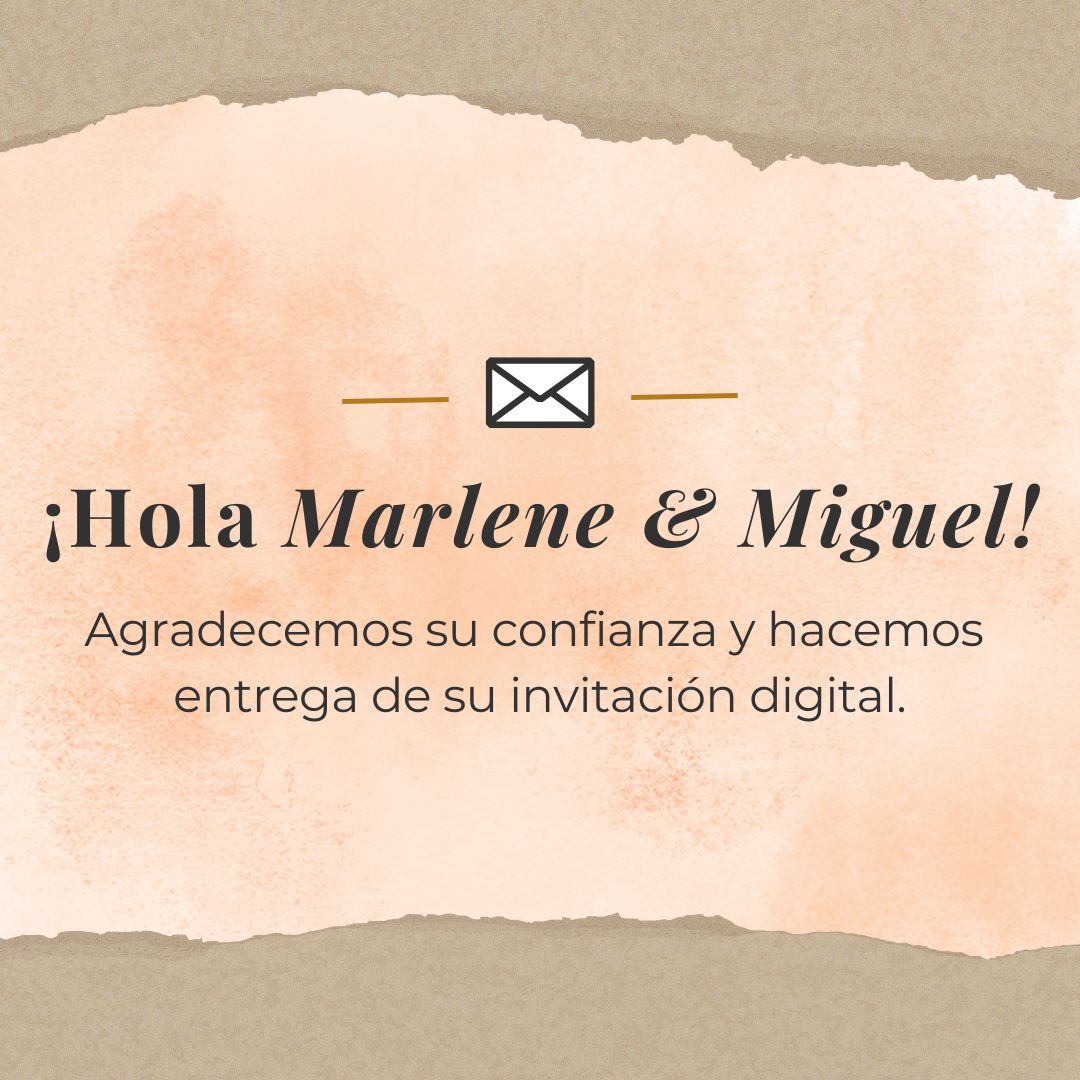 ¡Hola Marlene & Miguel!
Agradecemos su confianza y hacemos
entrega de su invitación digital.